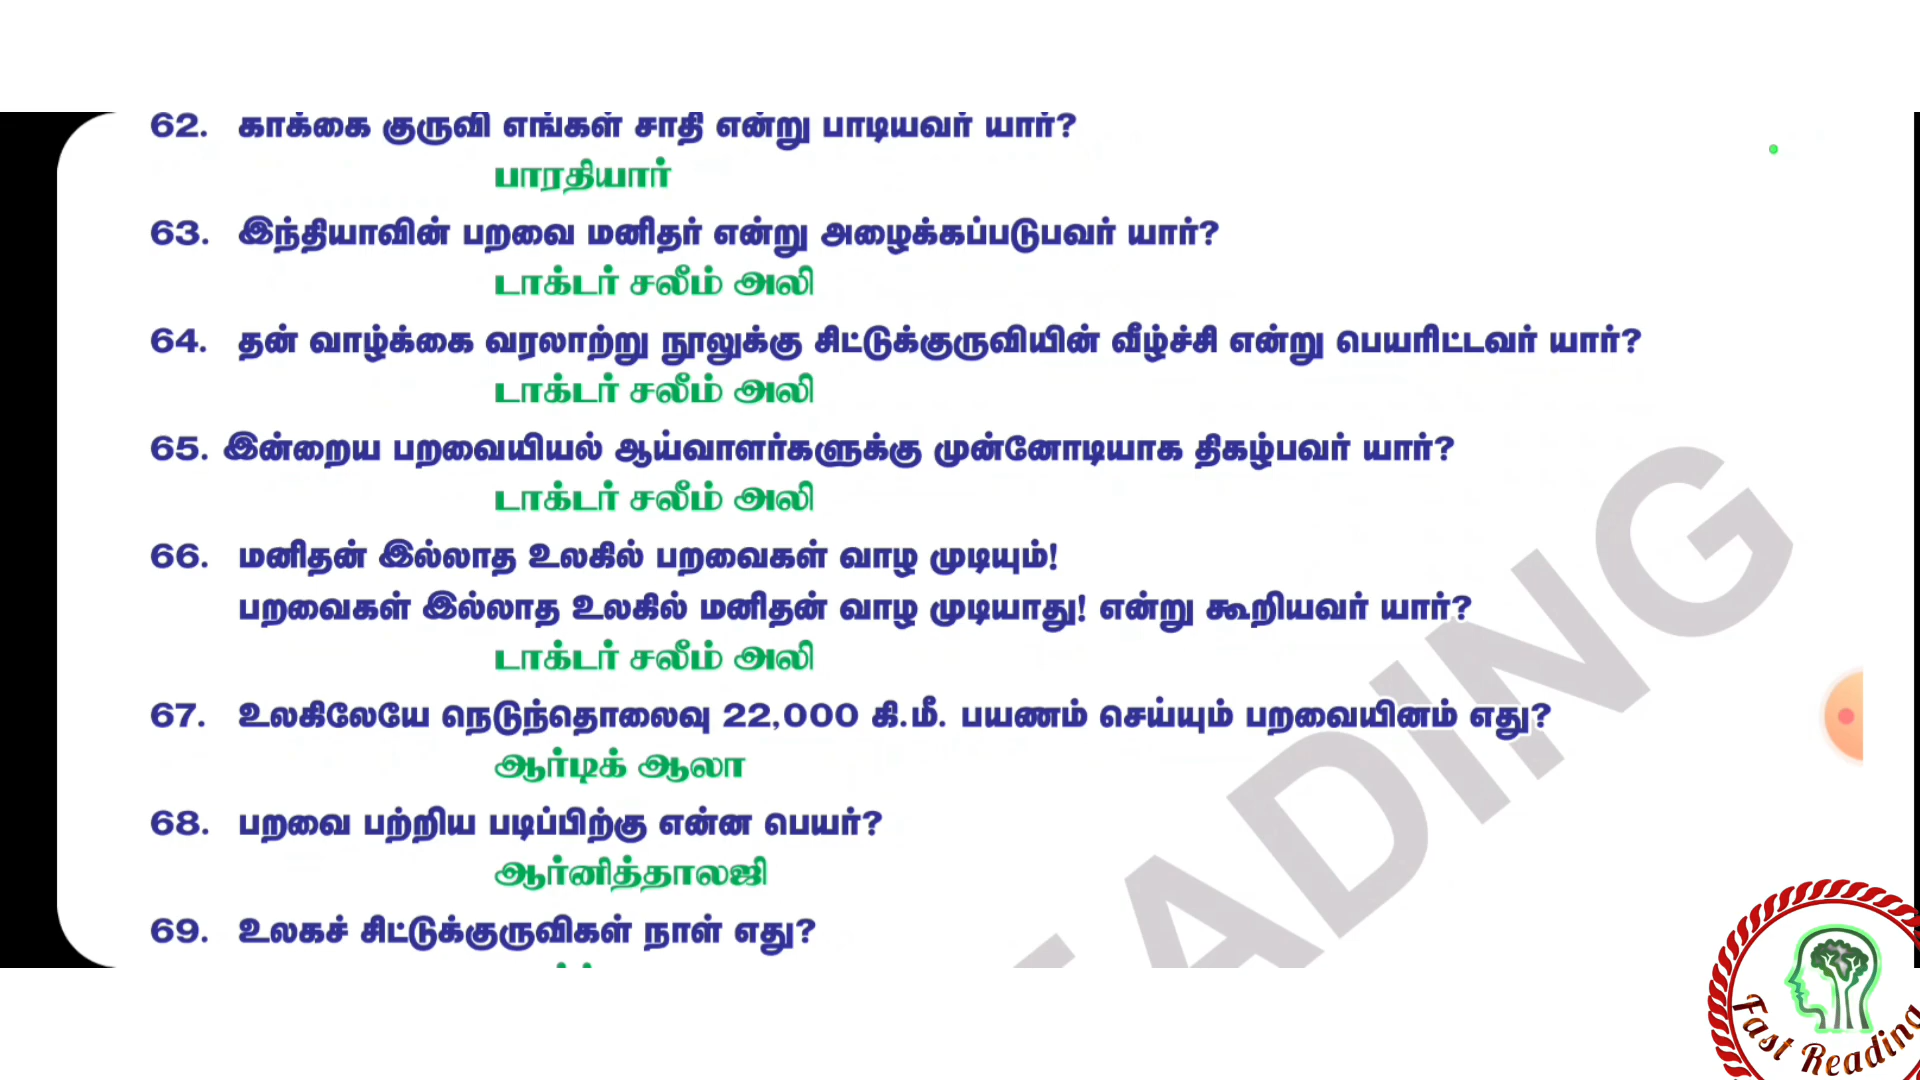 62. காக்கை குருவி எங்கள் சாதி என்று பாடியவர் யார்?
பாரதியார்
63. இந்தியாவின் பறவை மனிதர் என்று அழைக்கப்படுபவர் யார்?
டாக்டர் சலீம் அலி
64. தன் வாழ்க்கை வரலாற்று நூலுக்கு சிட்டுக்குருவியின் வீழ்ச்சி என்று பெயரிட்டவர் யார்?
டாக்டர் சலீம் அலி
65. இன்றைய பறவையியல் ஆய்வாளர்களுக்கு முன்னோடியாக திகழ்பவர் யார்?
டாக்டர் சலீம் அலி
66. மனிதன் இல்லாத உலகில் பறவைகள் வாழ முடியும்!
பறவைகள் இல்லாத உலகில் மனிதன் வாழ முடியாது! என்று கூறியவர் யார்?
டாக்டர் சலீம் அலி
67. உலகிலேயே நெடுந்தொலைவு 22,000 கி.மீ. பயணம் செய்யும் பறவையினம் எது?
ஆர்டிக் ஆலா
68. பறவை பற்றிய படிப்பிற்கு என்ன பெயர்?
ஆர்னித்தாலஜி
69. உலகச் சிட்டுக்குருவிகள் நாள் எது?
ADING
Fast Reading